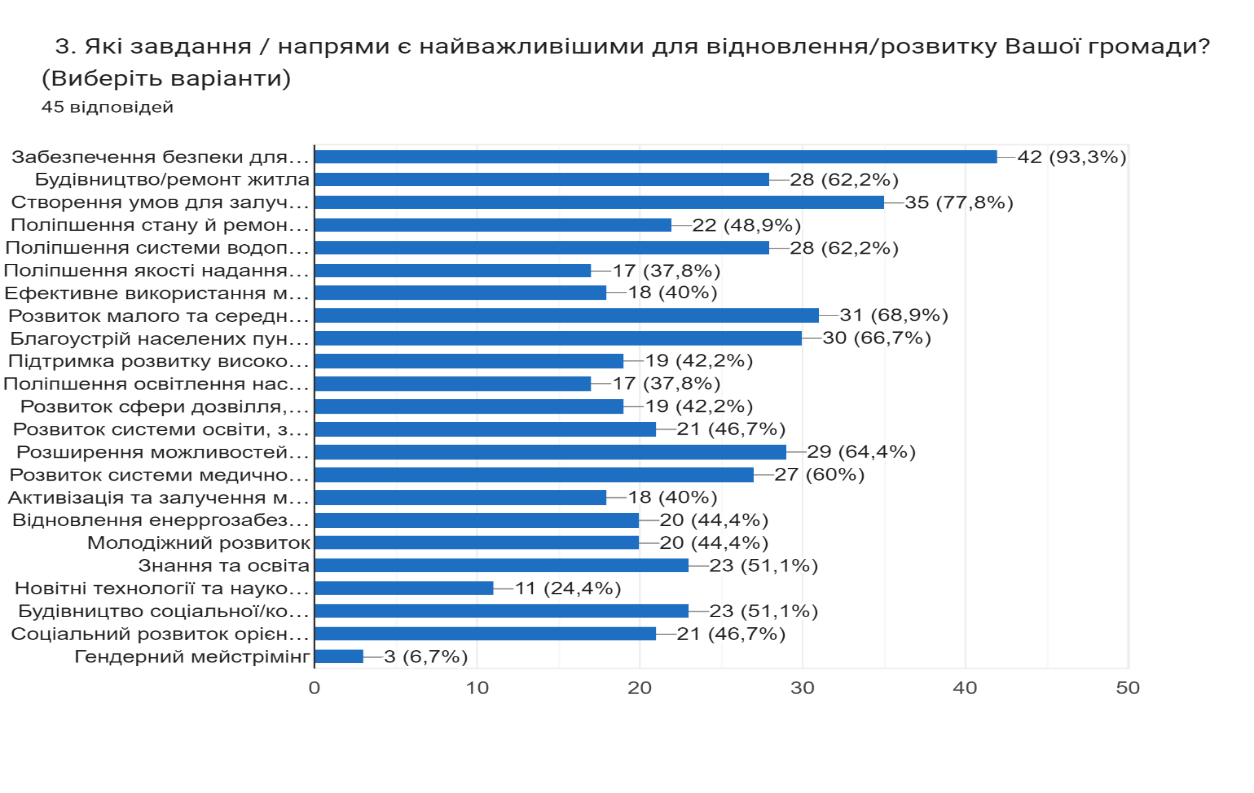 3. Які завдання / напрями є найважливішими для відновлення/розвитку Вашої громади?
(Виберіть варіанти)
45 відповідей
Забезпечення безпеки для… 42 (93,3%)
Будівництво/ремонт житла 28 (62,2%)
Створення умов для залуч… 35 (77,8%)
Поліпшення стану й ремон… 22 (48,9%)
Поліпшення системи водоп… 28 (62,2%)
Поліпшення якості надання… 17 (37,8%)
Ефективне використання м… 18 (40%)
Розвиток малого та середн… 31 (68,9%)
Благоустрій населених пун… 30 (66,7%)
Підтримка розвитку високо… 19 (42,2%)
Поліпшення освітлення нас… 17 (37,8%)
Розвиток сфери дозвілля,… 19 (42,2%)
Розвиток системи освіти, з… 21 (46,7%)
Розширення можливостей… 29 (64,4%)
Розвиток системи медично… 27 (60%)
Активізація та залучення м… 18 (40%)
Відновлення енерргозабез… 20 (44,4%)
Молодіжний розвиток 20 (44,4%)
Знання та освіта 23 (51,1%)
Новітні технології та науко… 11 (24,4%)
Будівництво соціальної/ко… 23 (51,1%)
Соціальний розвиток орієн… 21 (46,7%)
Гендерний мейстрімінг 3 (6,7%)
0 10 20 30 40 50